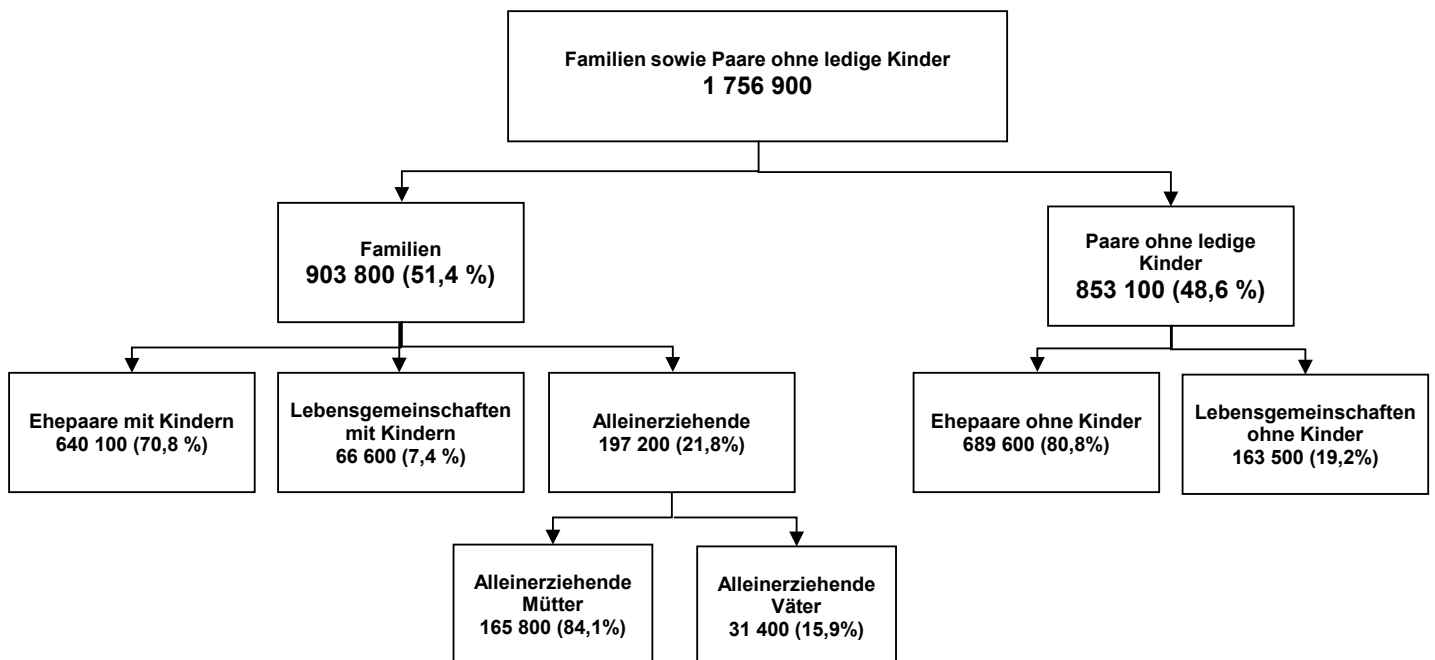 Familien sowie Paare ohne ledige Kinder
1 756 900
Familien
903 800 (51,4 %)
Paare ohne ledige
Kinder
853 100 (48,6 %)
Ehepaare mit Kindern
640 100 (70,8 %)
Lebensgemeinschaften
mit Kindern
66 600 (7,4 %)
Alleinerziehende
197 200 (21,8%)
Ehepaare ohne Kinder
689 600 (80,8%)
Lebensgemeinschaften
ohne Kinder
163 500 (19,2%)
Alleinerziehende
Mütter
165 800 (84,1%)
Alleinerziehende
Väter
31 400 (15,9%)